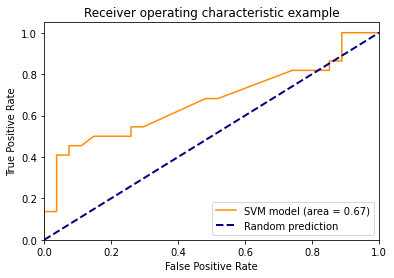 Receiver operating characteristic example
True Positive Rate
1.0
0.8
0.6
0.4
0.2
0.0
SVM model (area = 0.67)
Random prediction
0.0 0.2 0.4 0.6 0.8 1.0
False Positive Rate